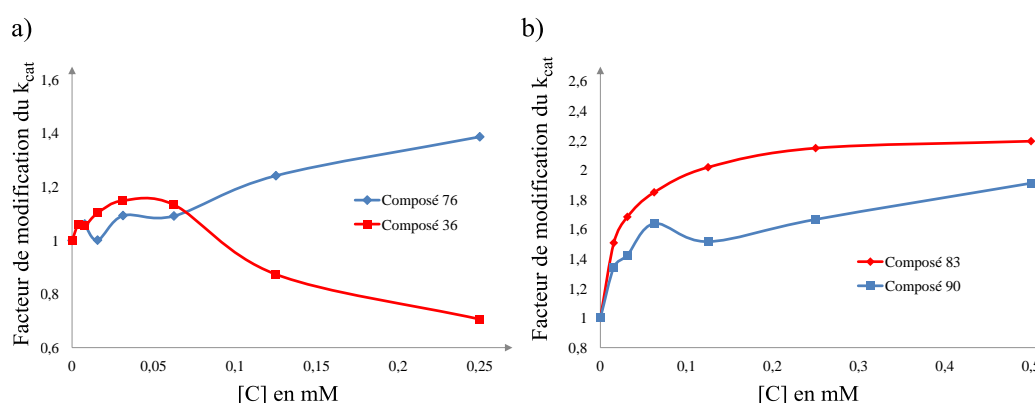 a)
Facteur de modification du kcat
1,6
1,4
1,2
1
0,8
0,6
0
0,05
0,1
0,15
0,2
0,25
[C] en mM
Composé 76
Composé 36
b)
Facteur de modification du kcat
2,6
2,4
2,2
2
1,8
1,6
1,4
1,2
1
0,8
0
0,1
0,2
0,3
0,4
0,5
[C] en mM
Composé 83
Composé 90